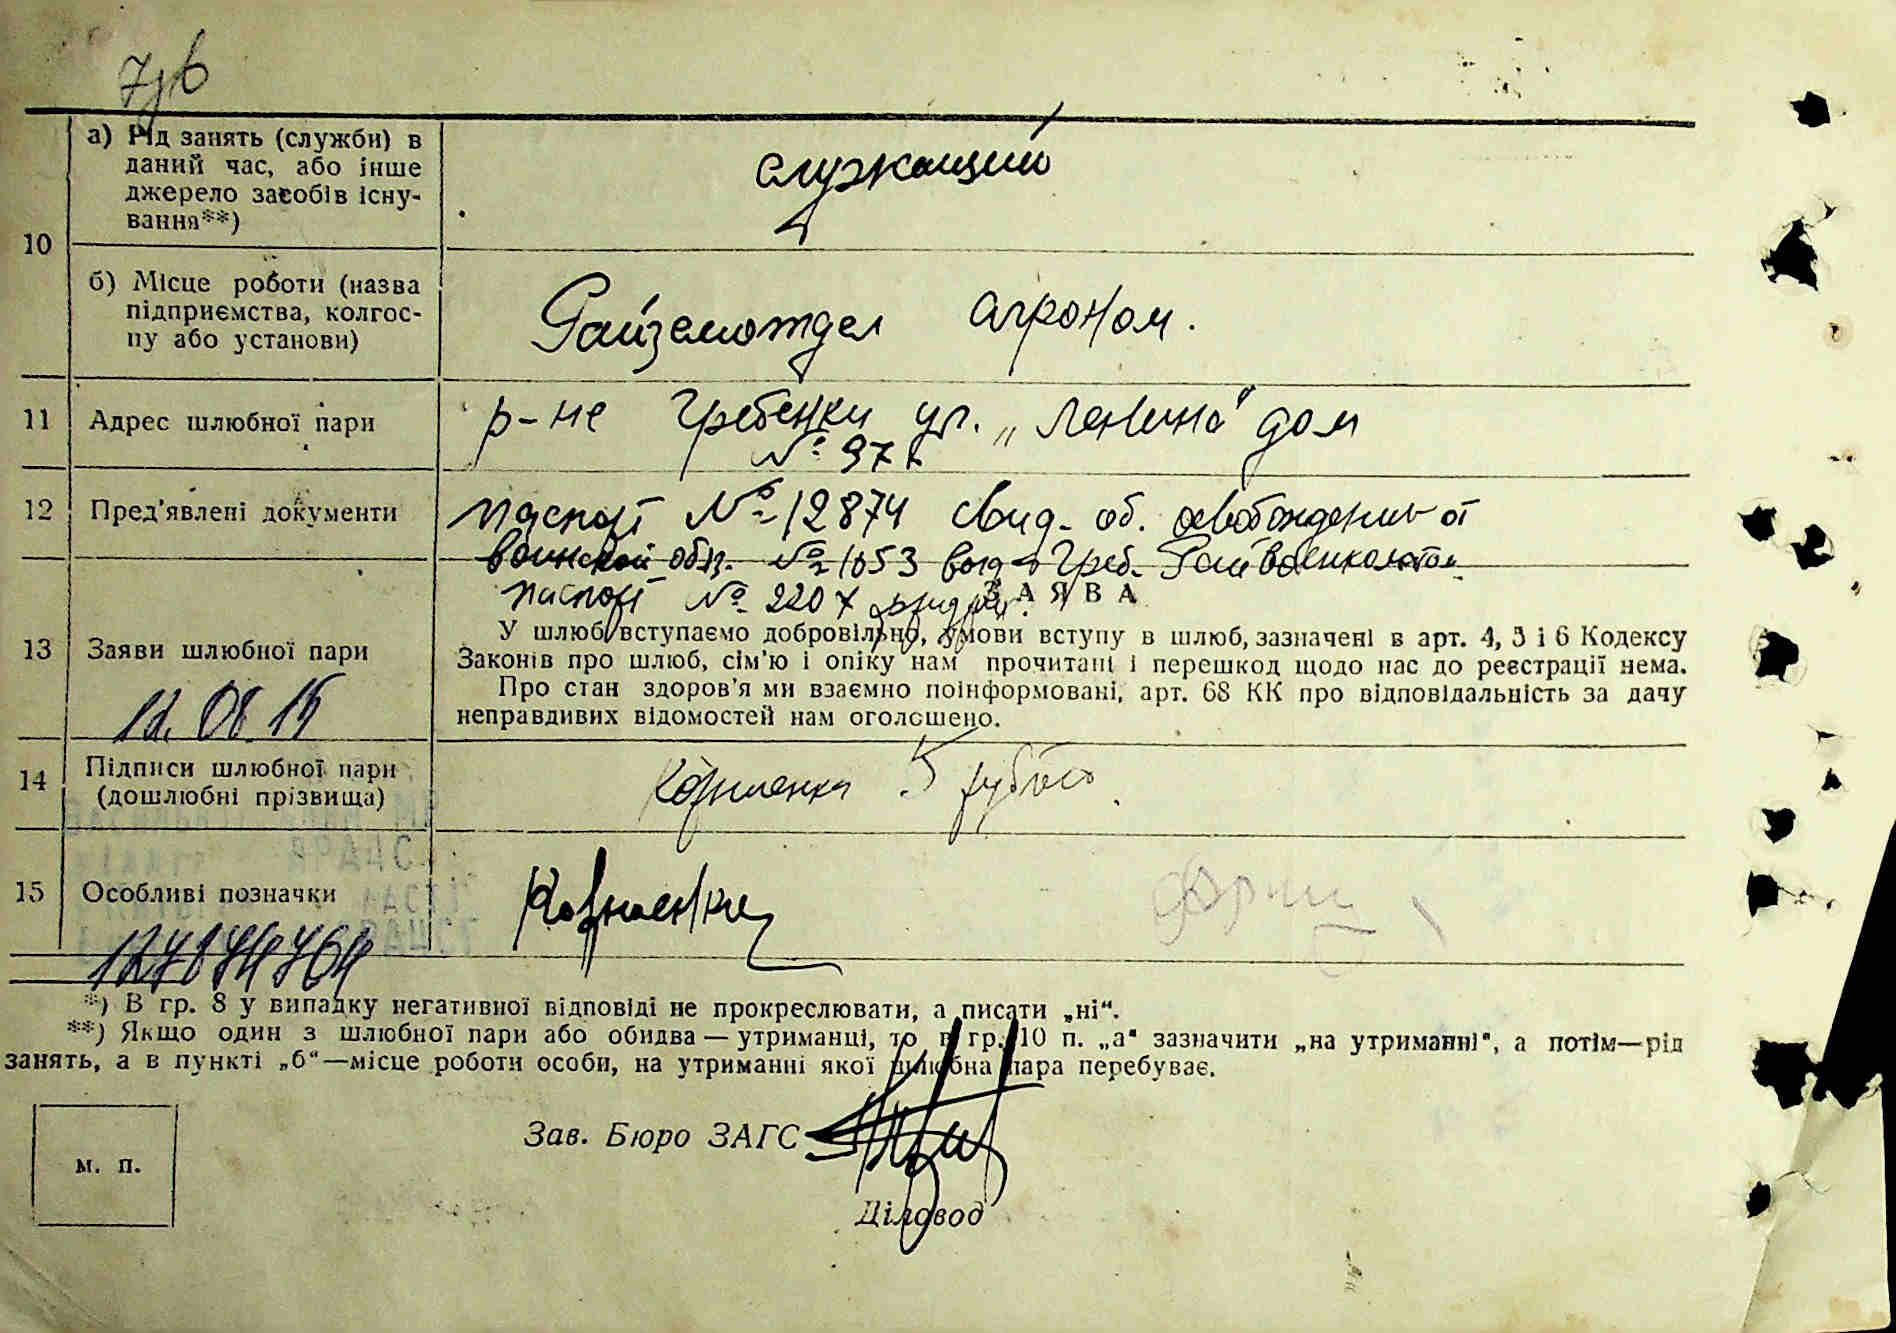 а) Рід занять (служби) в
даний час, або інше
джерело засобів існу-
вання**)
служащий
10
б) Місце роботи (назва
підприємства, колгос-
пу або установи)
Райземотдел агроном.
11 Адрес шлюбної пари
р-не Гребенки ул. „Ленина" дом
№ 97
12 Пред'явлені документи
паспорт № 12874 свид. об. освобождении от
воинской обяз. № 1053 выд Греб. Райвоенкоматом
паспорт № 220
ЗАЯВА
13 Заяви шлюбної пари
У шлюб вступаємо добровільно, умови вступу в шлюб, зазначені в арт. 4, 5 і 6 Кодексу
Законів про шлюб, сім'ю і опіку нам прочитані і перешкод щодо нас до реєстрації нема.
Про стан здоров'я ми взаємно поінформовані, арт. 68 КК про відповідальність за дачу
неправдивих відомостей нам оголошено.
14 Підписи шлюбної пари
(дошлюбні прізвища)
15 Особливі позначки
*) В гр. 8 у випадку негативної відповіді не прокреслювати, а писати „ні“.
**) Якщо один з шлюбної пари або обидва — утриманці, то в гр. 10 п. „а“ зазначити „на утриманні“, а потім—рід
занять, а в пункті „б“—місце роботи особи, на утриманні якої шлюбна пара перебуває.
Зав. Бюро ЗАГС
м. п.
Діловод